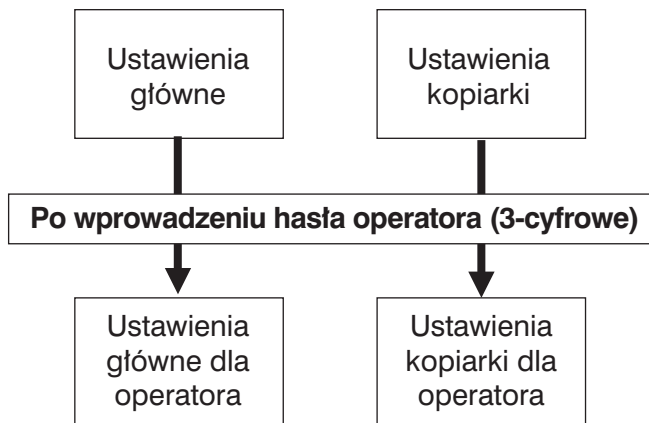 Ustawienia
główne
Ustawienia
kopiarki
Po wprowadzeniu hasła operatora (3-cyfrowe)
Ustawienia
główne dla
operatora
Ustawienia
kopiarki dla
operatora